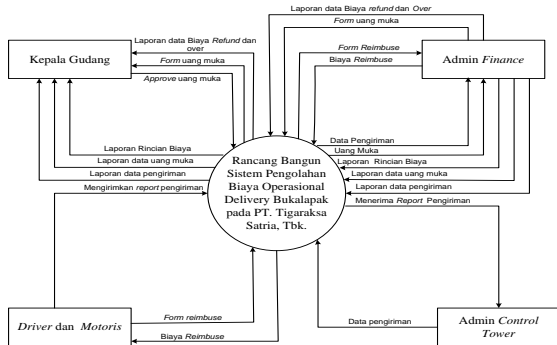 Laporan data Biaya refund dan Over
Form uang muka
Kepala Gudang
Laporan data Biaya Refund dan
over
Form uang muka
Approve uang muka
Form Reimbuse
Biaya Reimbuse
Admin Finance
Data Pengiriman
Uang Muka
Laporan Rincian Biaya
Laporan data uang muka
Laporan data pengiriman
Menerima Report Pengiriman
Laporan Rincian Biaya
Laporan data uang muka
Laporan data pengiriman
Mengirimkan report pengiriman
Rancang Bangun
Sistem Pengolahan
Biaya Operasional
Delivery Bukalapak
pada PT. Tigaraksa
Satria, Tbk.
Driver dan Motoris
Form reimbuse
Biaya Reimbuse
Data pengiriman
Admin Control
Tower